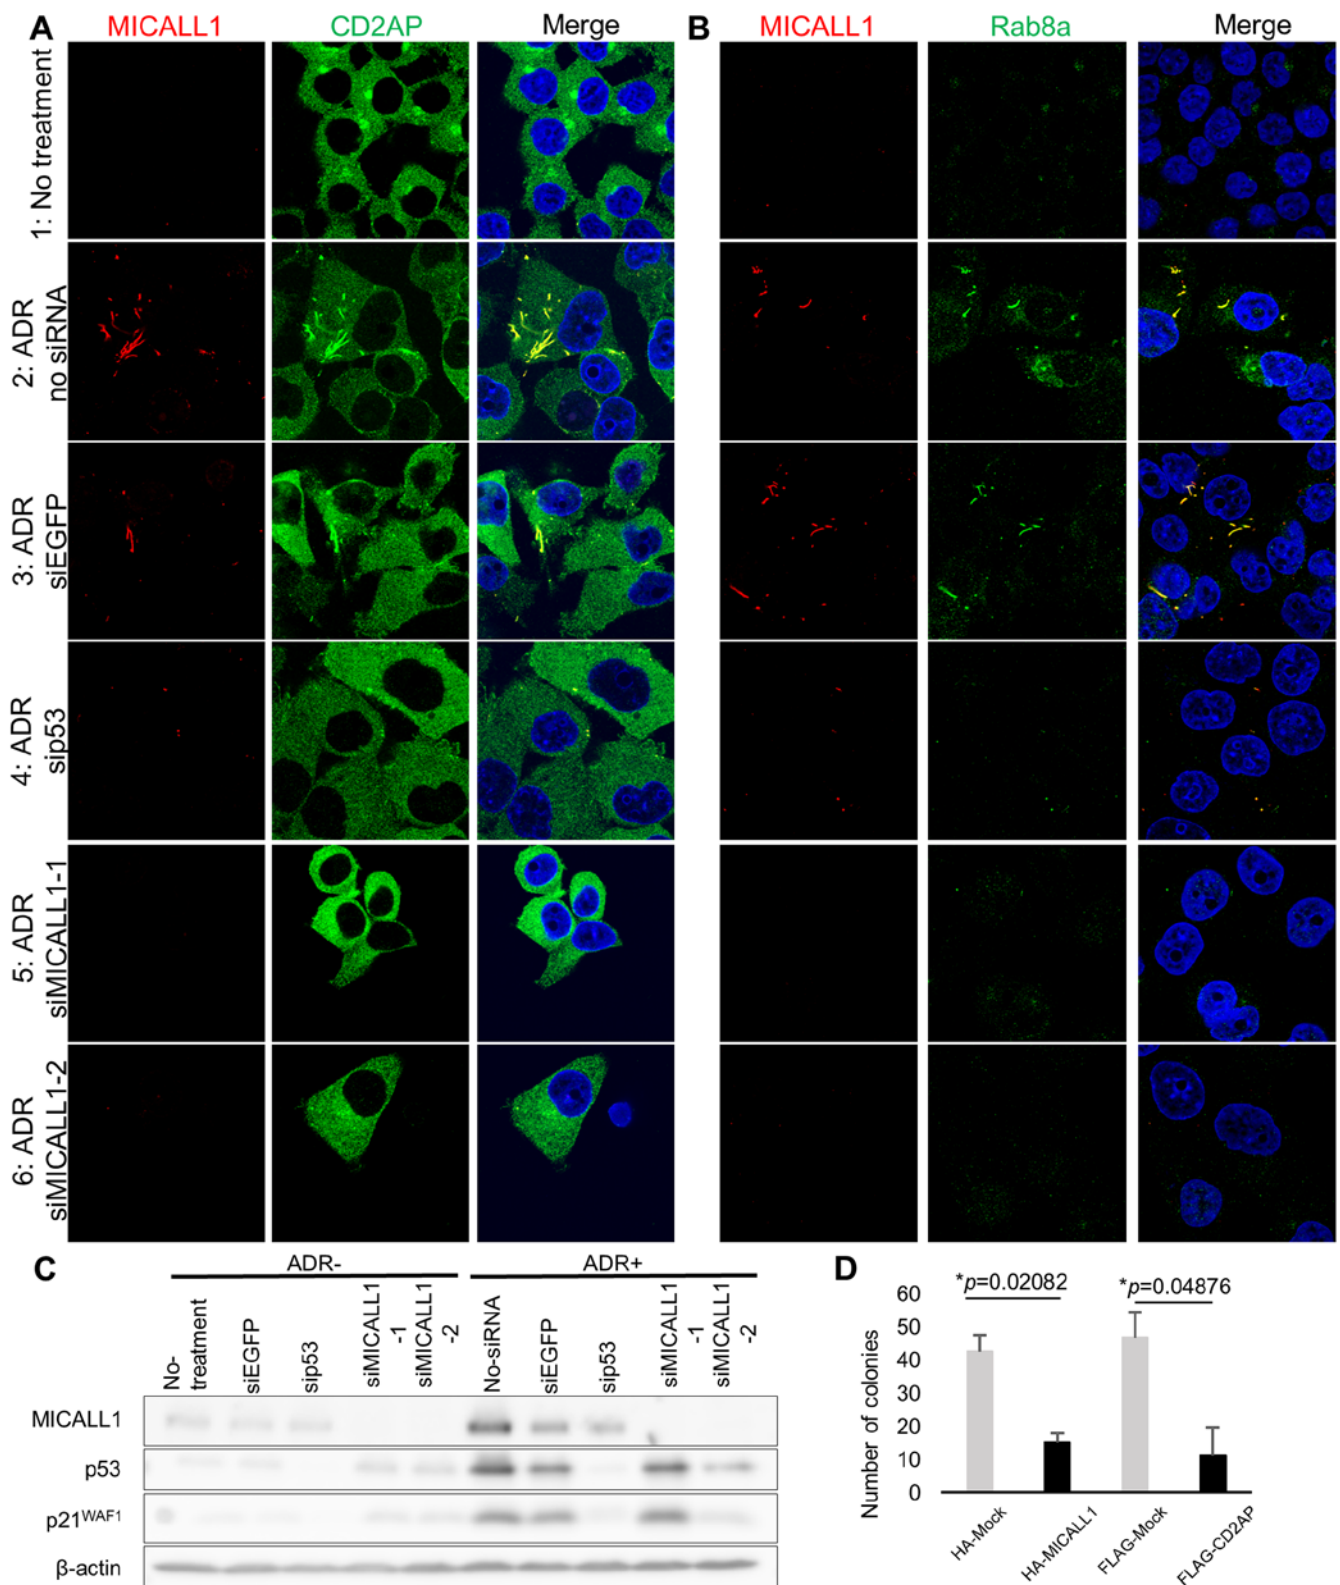 A MICALL1 CD2AP Merge B MICALL1 Rab8a Merge
1: No treatment
2: ADR
no siRNA
3: ADR
siEGFP
4: ADR
sip53
5: ADR
siMICALL1-1
6: ADR
siMICALL1-2
C
ADR- ADR+
No-
treatment
siEGFP
sip53
siMICALL1
-1
siMICALL1
-2
No-siRNA
siEGFP
sip53
siMICALL1
-1
siMICALL1
-2
MICALL1
p53
p21WAF1
β-actin
D
*p=0.02082 *p=0.04876
Number of colonies
60
50
40
30
20
10
0
HA-Mock
HA-MICALL1
FLAG-Mock
FLAG-CD2AP